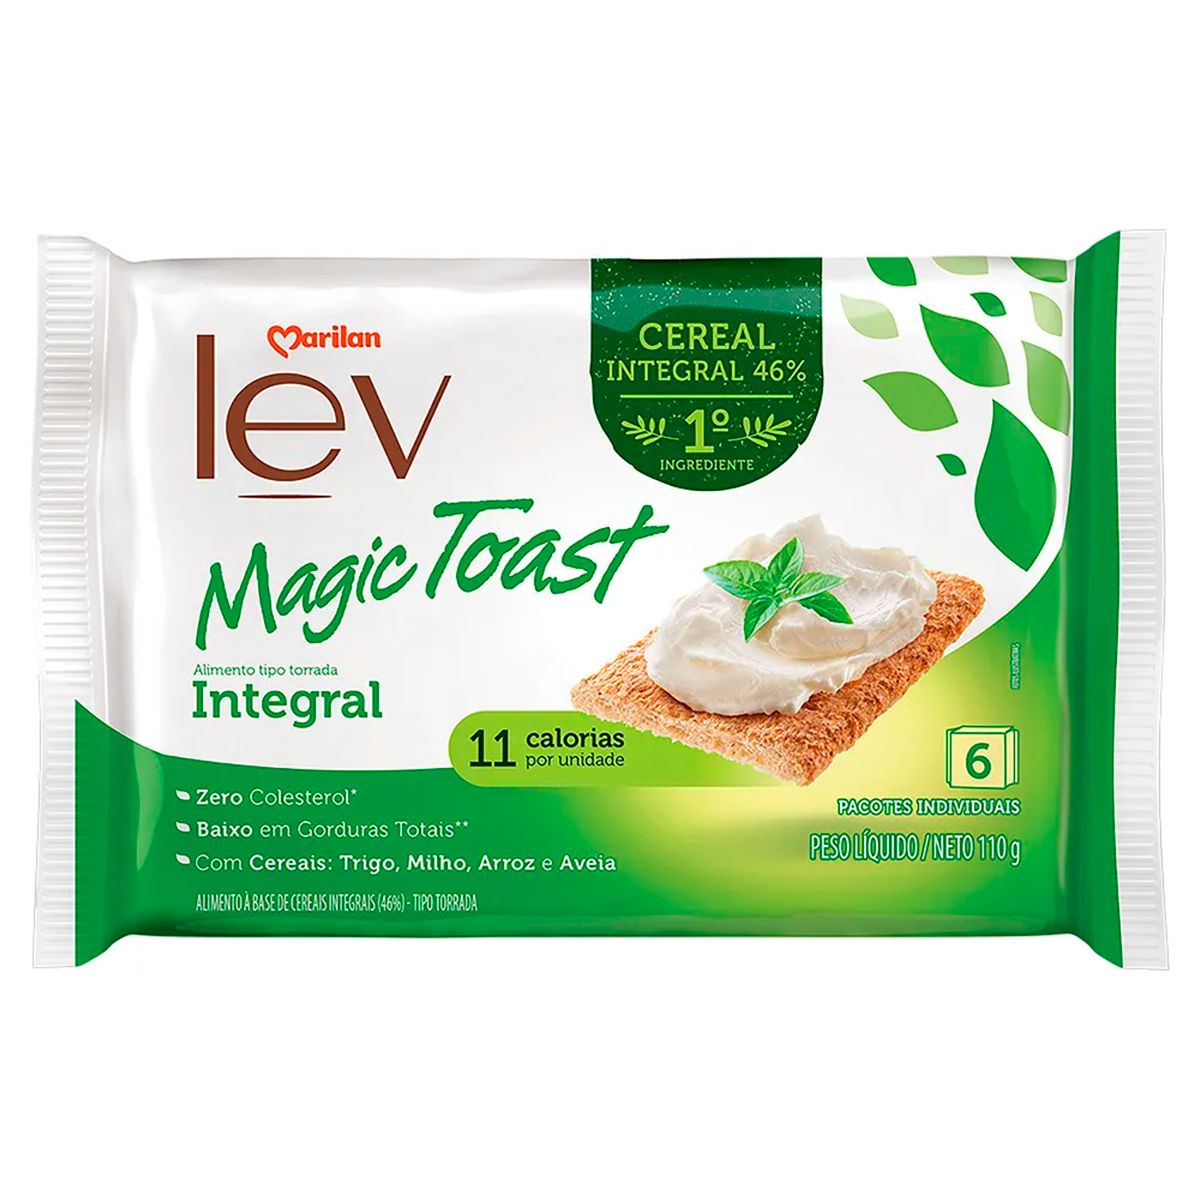 Marilan
lev
CEREAL
INTEGRAL 46%
1º
INGREDIENTE
Magic Toast
Alimento tipo torrada
Integral
11 calorias
por unidade
Zero Colesterol*
Baixo em Gorduras Totais**
Com Cereais: Trigo, Milho, Arroz e Aveia
ALIMENTO À BASE DE CEREAIS INTEGRAIS (46%) - TIPO TORRADA
6
PACOTES INDIVIDUAIS
PESO LÍQUIDO / NETO 110 g